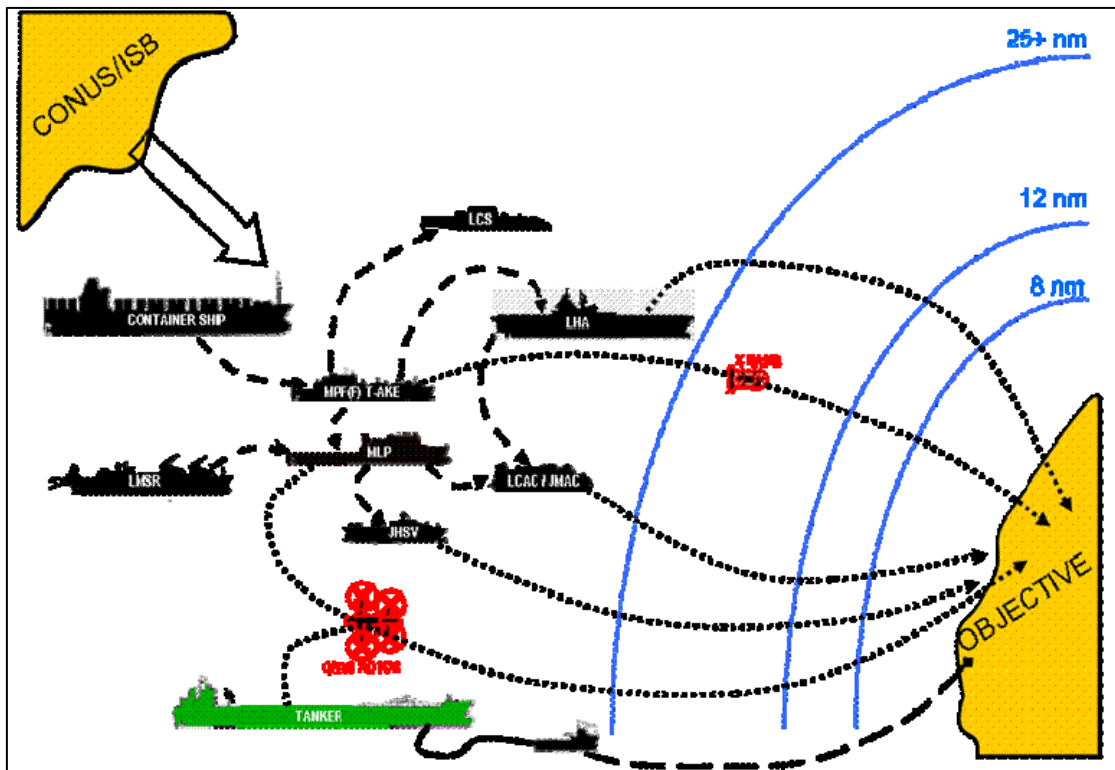 CONUS/ISB
25+ nm
LCS
12 nm
8 nm
CONTAINER SHIP
LHA
MPF(F) T-AKE
MLP
LMSR
LCAC / JMAC
JHSV
OBJECTIVE
TANKER